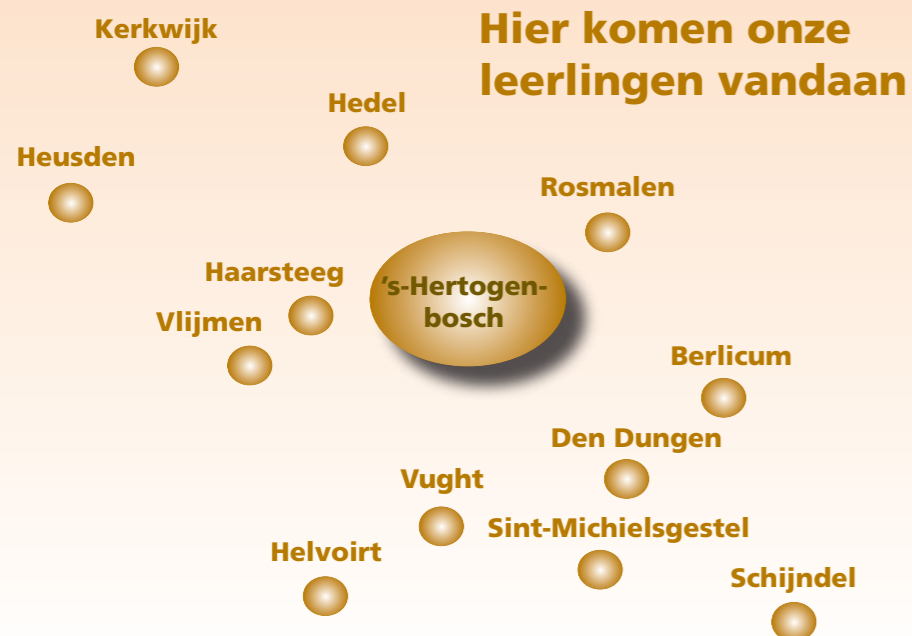 Hier komen onze
leerlingen vandaan
Kerkwijk
Hedel
Heusden
Rosmalen
Haarsteeg
's-Hertogen-
bosch
Vlijmen
Berlicum
Den Dungen
Vught
Sint-Michielsgestel
Helvoirt
Schijndel